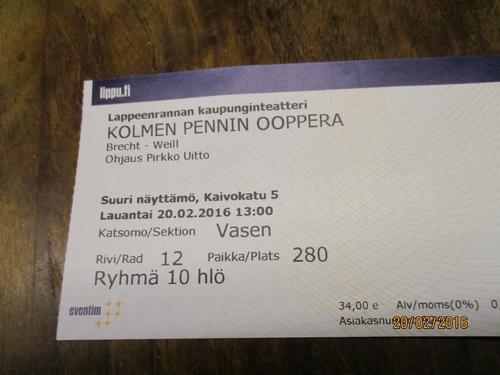 lippu.fi
Lappeenrannan kaupunginteatteri
KOLMEN PENNIN OOPPERA
Brecht - Weill
Ohjaus Pirkko Uitto
Suuri näyttämö, Kaivokatu 5
Lauantai 20.02.2016 13:00
Katsomo/Sektion Vasen
Rivi/Rad 12 Paikka/Plats 280
Ryhmä 10 hlö
eventim
34,00 e Alv/moms(0%) 0
20/02/2016